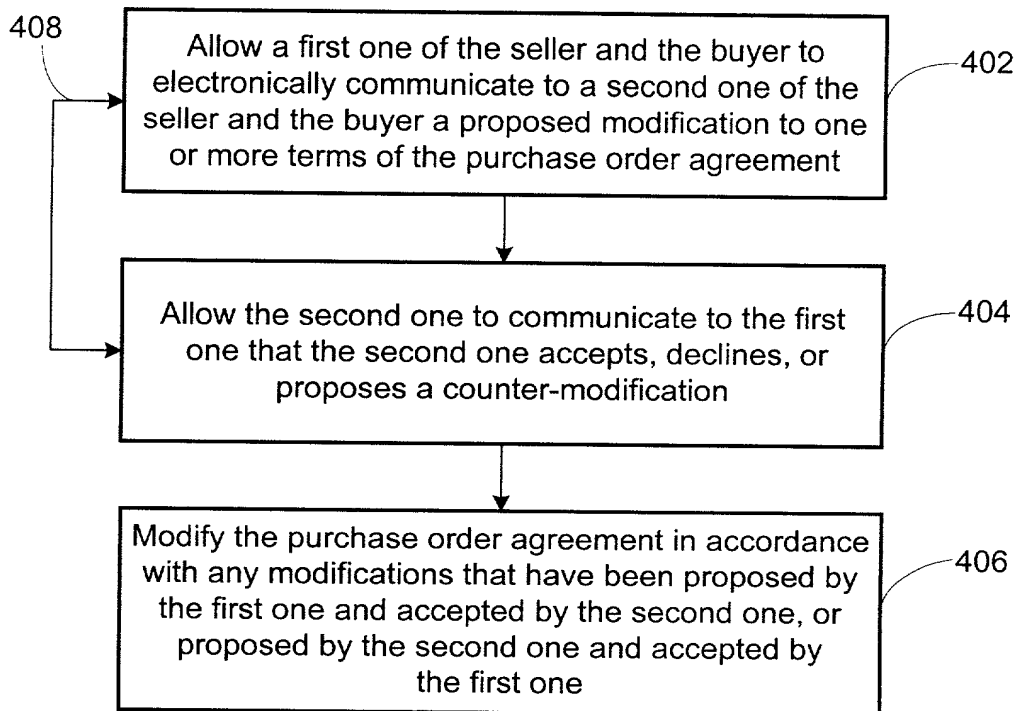 408
Allow a first one of the seller and the buyer to
electronically communicate to a second one of the
seller and the buyer a proposed modification to one
or more terms of the purchase order agreement
402
Allow the second one to communicate to the first
one that the second one accepts, declines, or
proposes a counter-modification
404
Modify the purchase order agreement in accordance
with any modifications that have been proposed by
the first one and accepted by the second one, or
proposed by the second one and accepted by
the first one
406